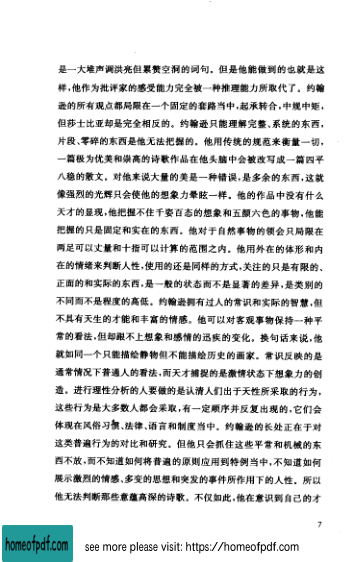 是一大堆声调洪亮但累赘空洞的词句。但是他能做到的也就是这
样,他作为批评家的感受能力完全被一种推理能力所取代了。约翰
逊的所有观点都局限在一个固定的套路当中,起承转合,中规中矩,
但莎士比亚却是完全相反的。约翰逊只能理解完整、系统的东西,
片段、零碎的东西是他无法把握的。他用传统的规范来衡量一切,
一篇极为优美和崇高的诗歌作品在他头脑中会被改写成一篇四平
八稳的散文。对他来说大量的美是一种错误,是多余的东西,这就
像强烈的光辉只会使他的想象力晕眩一样。他的作品中没有什么
天才的显现,他把握不住千姿百态的想象和五颜六色的事物,他能
把握的只是固定和实在的东西。他对于自然事物的领会只局限在
两足可以丈量和十指可以计算的范围之内。他用外在的体形和内
在的情绪来判断人性,使用的还是同样的方式,关注的只是有限的、
正面的和实际的东西,是一般的状态而不是显著的差异,是类别的
不同而不是程度的高低。约翰逊拥有过人的常识和实际的智慧,但
不具有天生的才能和丰富的情感。他可以对客观事物保持一种平
常的看法,但却跟不上想象和感情的迅疾的变化。换句话来说,他
就如同一个只能描绘静物但不能描绘历史的画家。常识反映的是
通常情况下普通人的看法,而天才捕捉的是激情状态下想象力的创
造。进行理性分析的人要做的是认清人们出于天性所采取的行为,
这些行为是大多数人都会采取,有一定顺序并反复出现的,它们会
体现在风俗习惯、法律、语言和制度当中。约翰逊的长处正在于对
这类普遍行为的对比和研究。但他只会抓住这些平常和机械的东
西不放,而不知道如何将普遍的原则应用到特例当中,不知道如何
展示激烈的情感、多变的思想和突发的事件所作用下的人性。所以
他无法判断那些意蕴高深的诗歌。不仅如此,他在意识到自己的才
7
homeofpdf.com see more please visit: https://homeofpdf.com